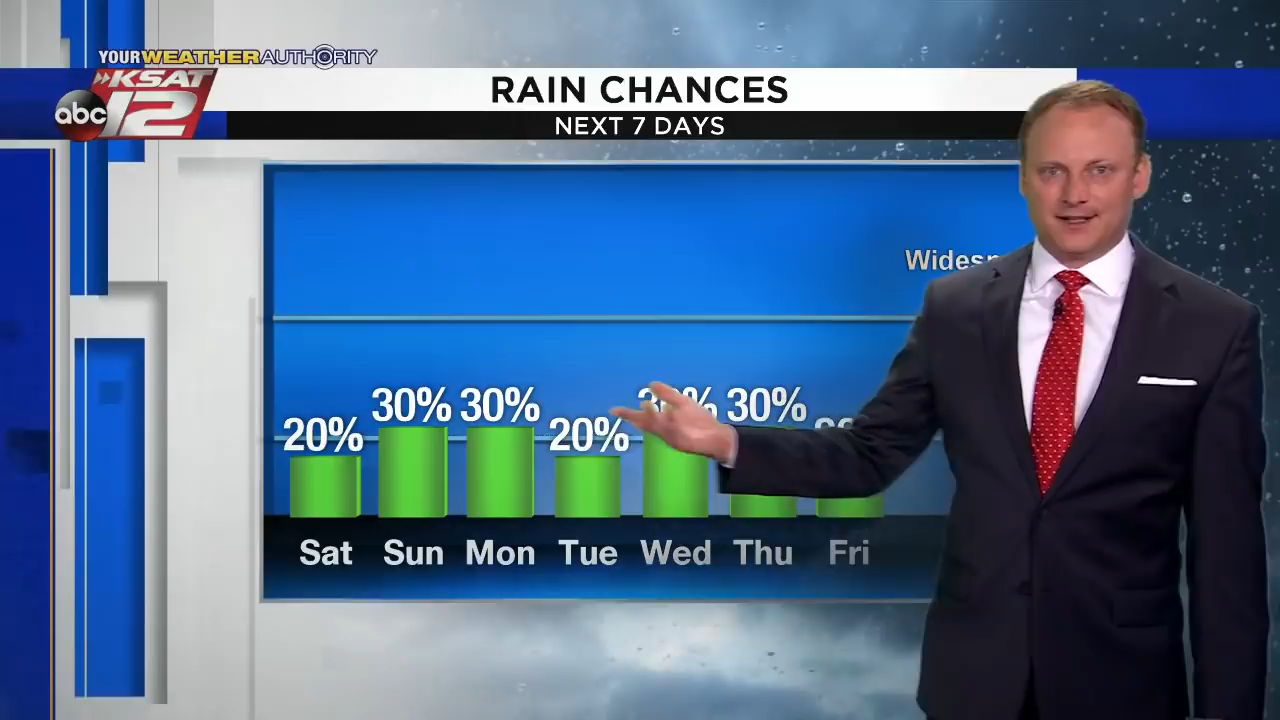 YOURWEATHERAUTHORITY
KSAT
abc 12
RAIN CHANCES
NEXT 7 DAYS
20% 30% 30% 20% 30% 30%
Sat Sun Mon Tue Wed Thu Fri